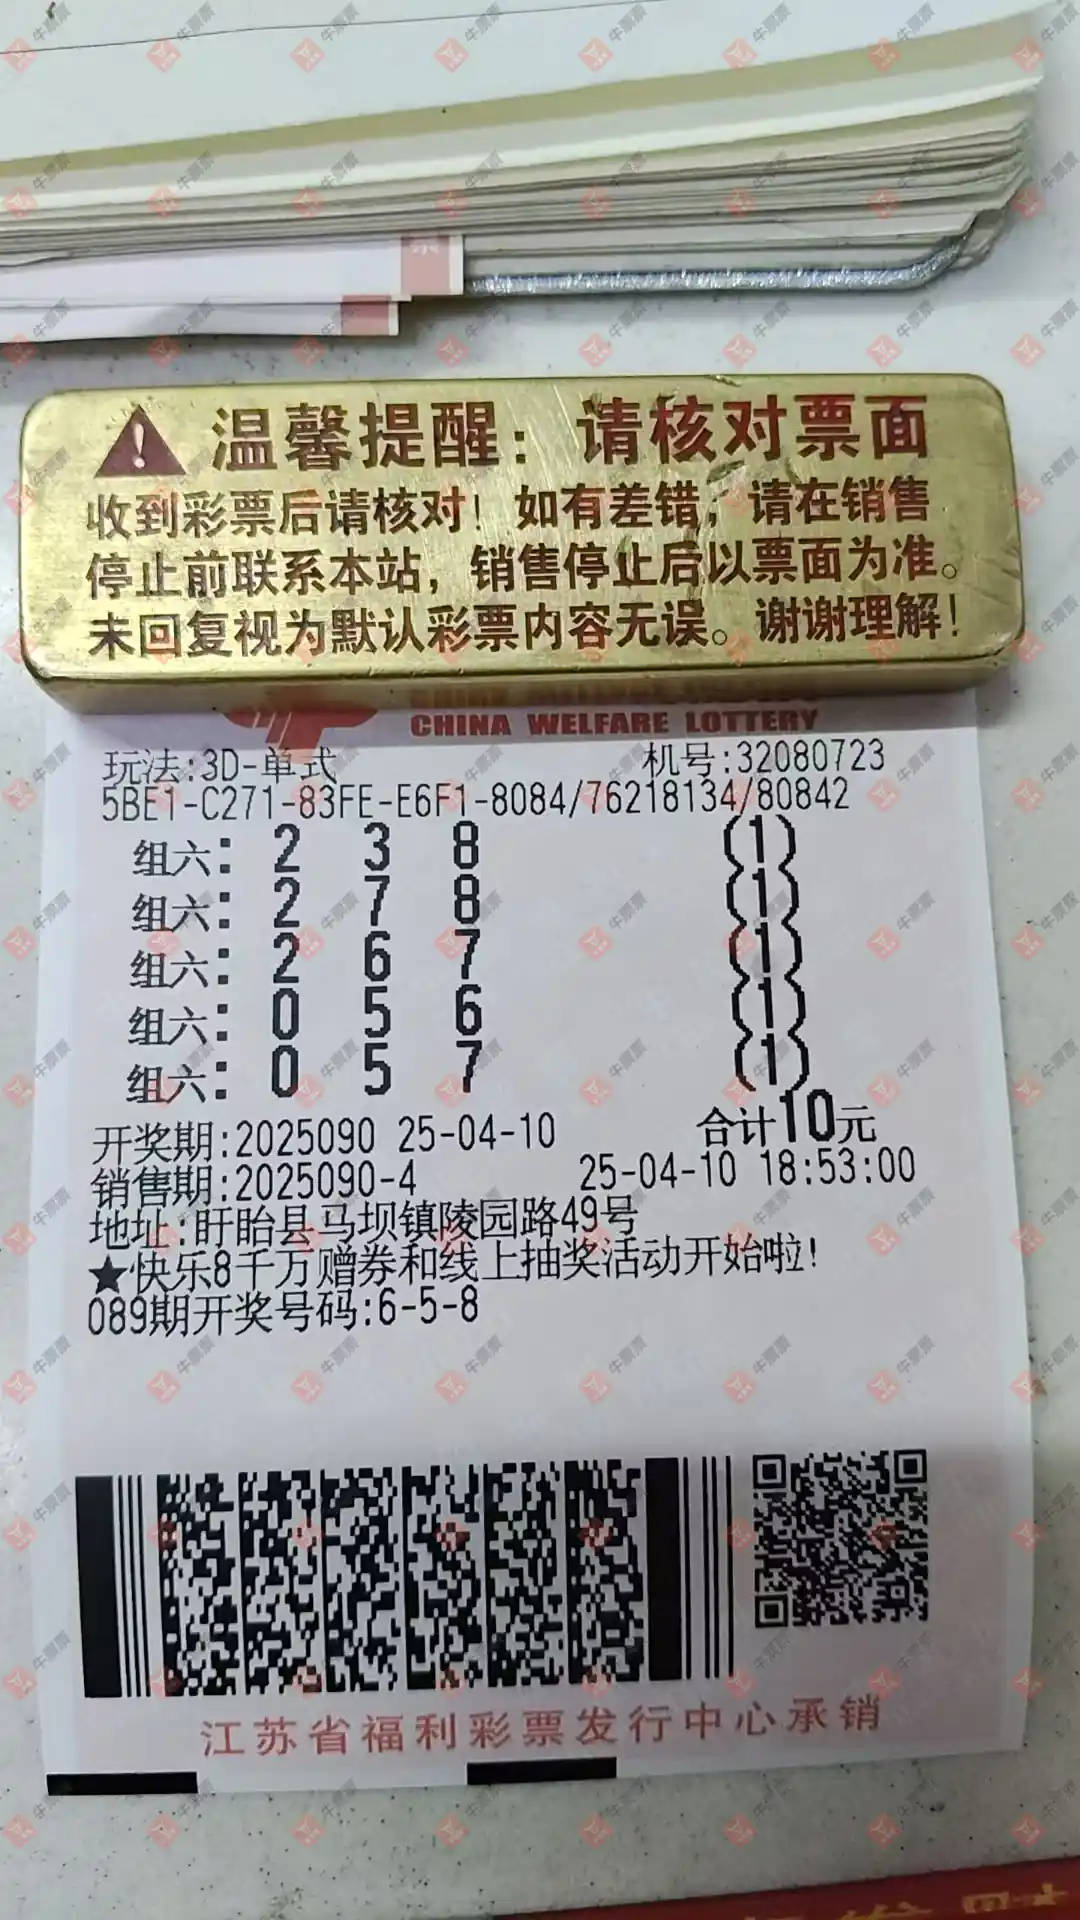 温馨提醒：请核对票面
收到彩票后请核对！如有差错，请在销售
停止前联系本站，销售停止后以票面为准。
未回复视为默认彩票内容无误。谢谢理解！
CHINA WELFARE LOTTERY
玩法:3D-单式 机号:32080723
5BE1-C271-83FE-E6F1-8084/76218134/80842
组六: 2 3 8 (1)
组六: 2 7 8 (1)
组六: 2 6 7 (1)
组六: 0 5 6 (1)
组六: 0 5 7 (1)
开奖期:2025090 25-04-10 合计10元
销售期:2025090-4 25-04-10 18:53:00
地址:盱眙县马坝镇陵园路49号
★快乐8千万赠券和线上抽奖活动开始啦!
089期开奖号码:6-5-8
江苏省福利彩票发行中心承销
牛票票